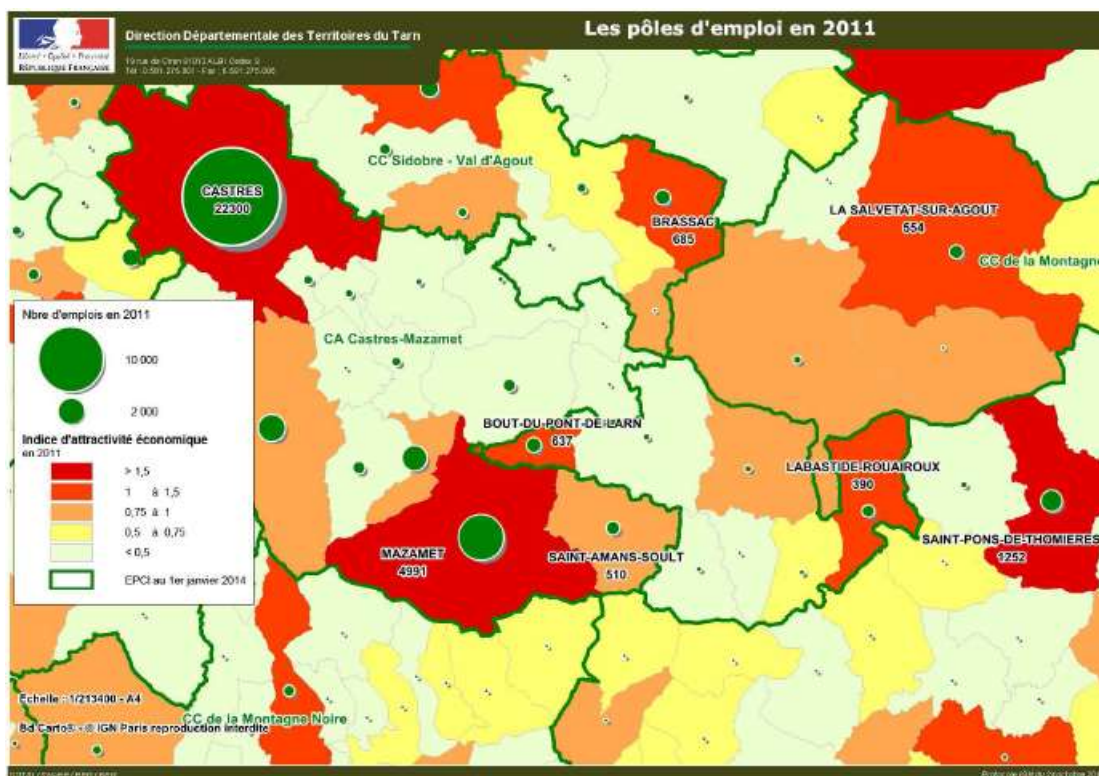 Les pôles d'emploi en 2011
Direction Départementale des Territoires du Tarn
RÉPUBLIQUE FRANÇAISE
CASTRES
22300
CC Sidobre - Val d'Agout
BRASSAC
685
LA SALVETAT-SUR-AGOUT
554
CC de la Montagne
CA Castres-Mazamet
Nbre d'emplois en 2011
10 000
2 000
Indice d'attractivité économique
en 2011
> 1,5
1 à 1,5
0,75 à 1
0,5 à 0,75
< 0,5
EPCI au 1er janvier 2014
BOUT-DU-PONT-DE-LARN
637
LABASTIDE-ROUAIROUX
390
MAZAMET
4991
SAINT-AMANS-SOULT
510
SAINT-PONS-DE-THOMIERES
1252
Echelle : 1/213400 - A4
CC de la Montagne Noire
Bd Carto® - © IGN Paris reproduction interdite